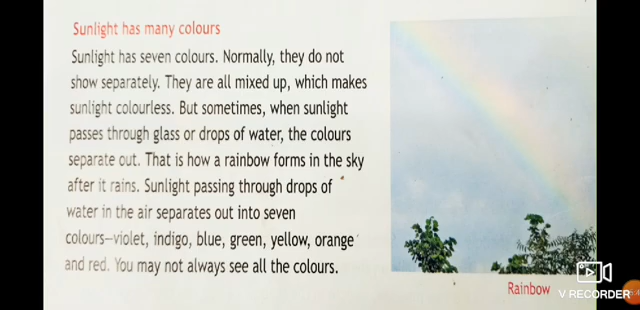 Sunlight has many colours
Sunlight has seven colours. Normally, they do not
show separately. They are all mixed up, which makes
sunlight colourless. But sometimes, when sunlight
passes through glass or drops of water, the colours
separate out. That is how a rainbow forms in the sky
after it rains. Sunlight passing through drops of
water in the air separates out into seven
colours–violet, indigo, blue, green, yellow, orange
and red. You may not always see all the colours.
Rainbow
V RECORDER